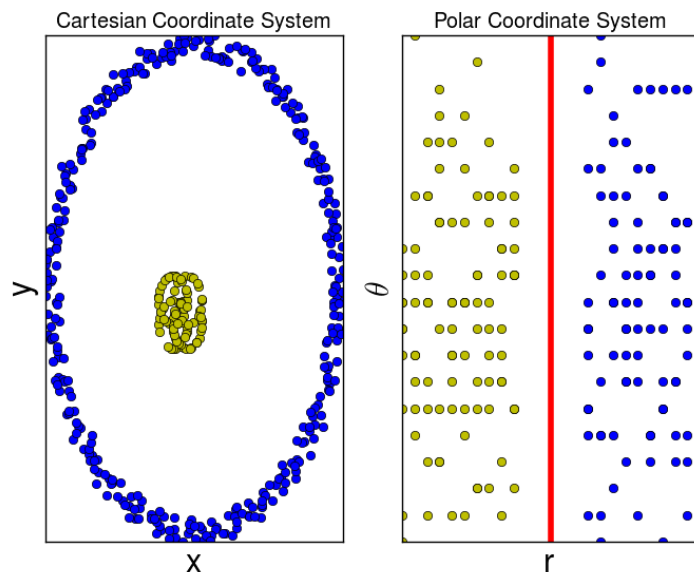 Cartesian Coordinate System
Polar Coordinate System
y
θ
x
r